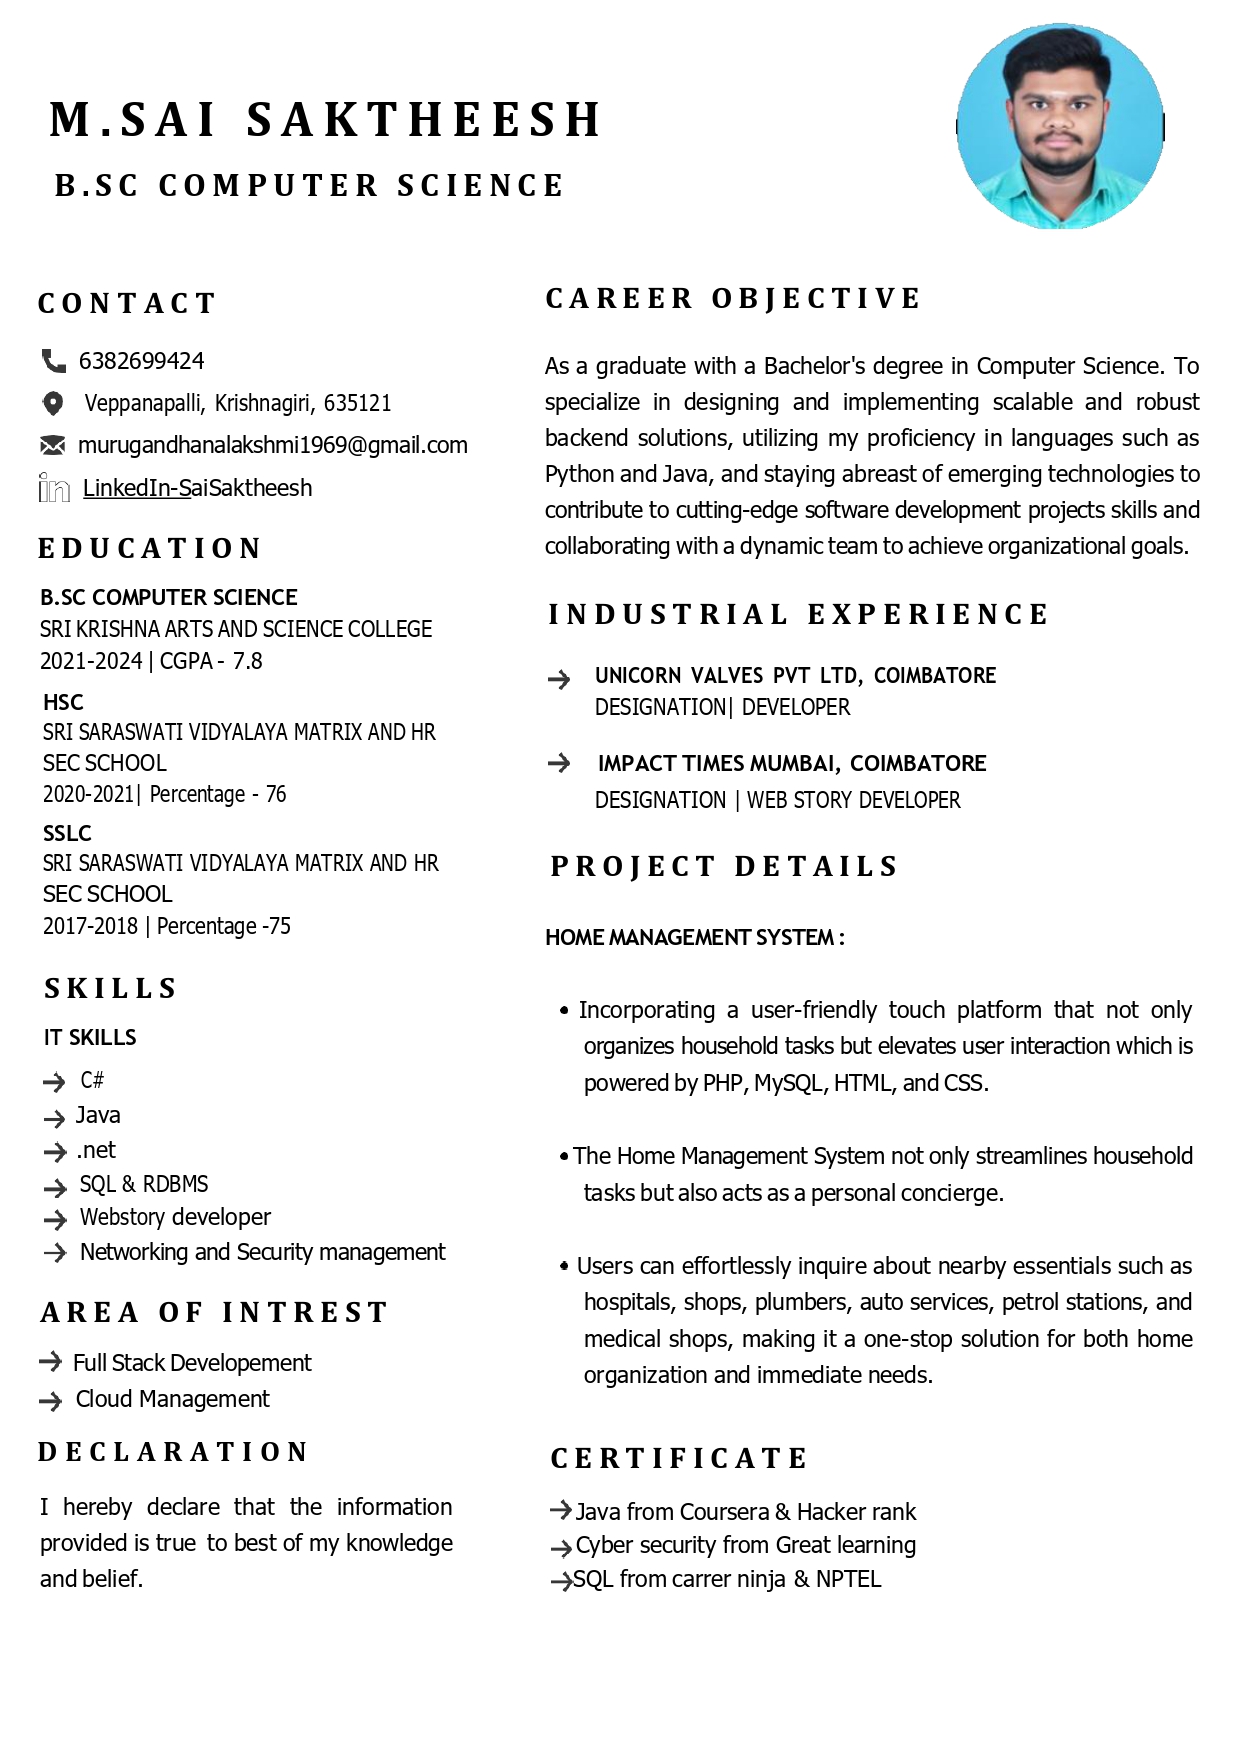 M.SAI SAKTHEESH
B.SC COMPUTER SCIENCE
CONTACT
6382699424
Veppanapalli, Krishnagiri, 635121
murugandhanalakshmi1969@gmail.com
in LinkedIn-SaiSaktheesh
EDUCATION
B.SC COMPUTER SCIENCE
SRI KRISHNA ARTS AND SCIENCE COLLEGE
2021-2024 | CGPA - 7.8
HSC
SRI SARASWATI VIDYALAYA MATRIX AND HR
SEC SCHOOL
2020-2021| Percentage - 76
SSLC
SRI SARASWATI VIDYALAYA MATRIX AND HR
SEC SCHOOL
2017-2018 | Percentage -75
SKILLS
IT SKILLS
→ C#
→ Java
→ .net
→ SQL & RDBMS
→ Webstory developer
→ Networking and Security management
AREA OF INTREST
→ Full Stack Developement
→ Cloud Management
DECLARATION
I hereby declare that the information
provided is true to best of my knowledge
and belief.
CAREER OBJECTIVE
As a graduate with a Bachelor's degree in Computer Science. To
specialize in designing and implementing scalable and robust
backend solutions, utilizing my proficiency in languages such as
Python and Java, and staying abreast of emerging technologies to
contribute to cutting-edge software development projects skills and
collaborating with a dynamic team to achieve organizational goals.
INDUSTRIAL EXPERIENCE
→ UNICORN VALVES PVT LTD, COIMBATORE
DESIGNATION| DEVELOPER
→ IMPACT TIMES MUMBAI, COIMBATORE
DESIGNATION | WEB STORY DEVELOPER
PROJECT DETAILS
HOME MANAGEMENT SYSTEM :
• Incorporating a user-friendly touch platform that not only
organizes household tasks but elevates user interaction which is
powered by PHP, MySQL, HTML, and CSS.
• The Home Management System not only streamlines household
tasks but also acts as a personal concierge.
• Users can effortlessly inquire about nearby essentials such as
hospitals, shops, plumbers, auto services, petrol stations, and
medical shops, making it a one-stop solution for both home
organization and immediate needs.
CERTIFICATE
→ Java from Coursera & Hacker rank
→ Cyber security from Great learning
→ SQL from carrer ninja & NPTEL